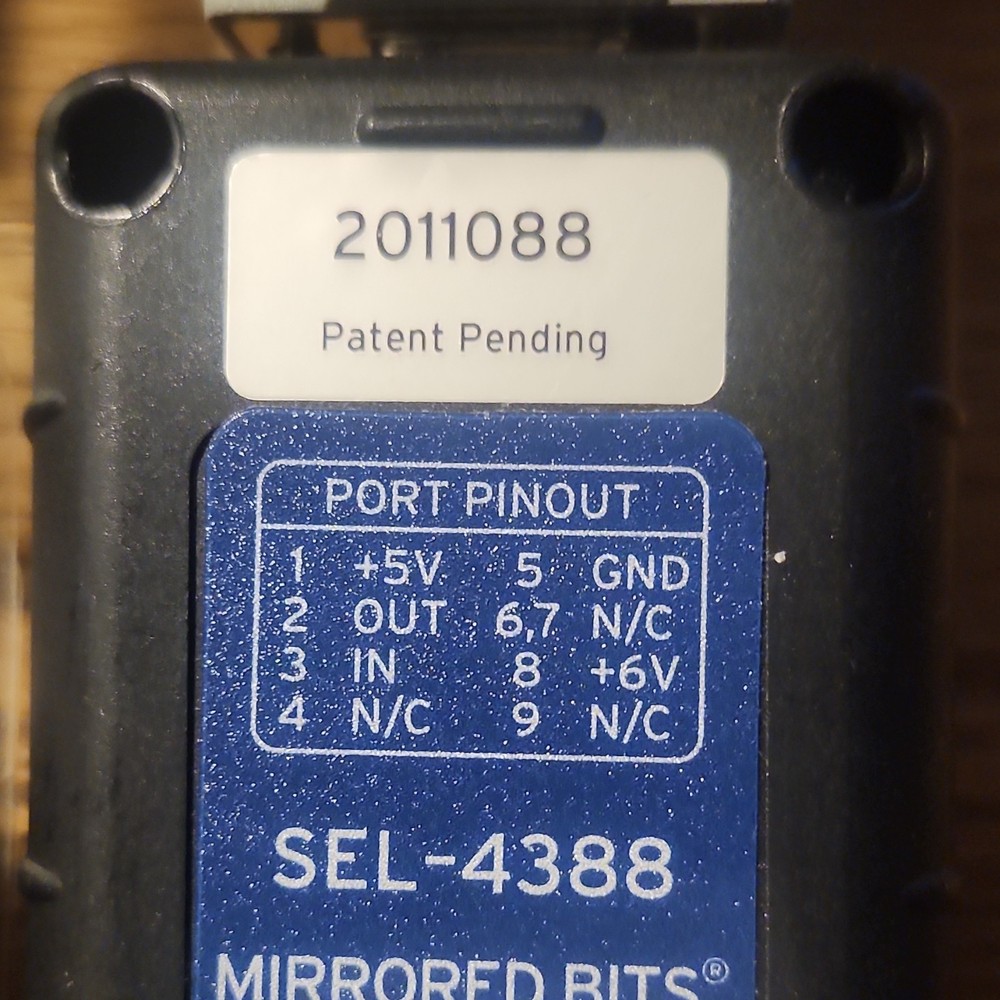 2011088
Patent Pending
PORT PINOUT
1 +5V 5 GND
2 OUT 6,7 N/C
3 IN 8 +6V
4 N/C 9 N/C
SEL-4388
MIRRORED BITS®